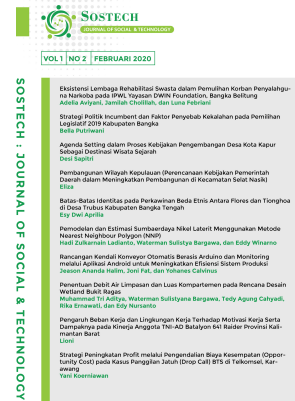 SOSTECH
JOURNAL OF SOCIAL & TECHNOLOGY
VOL 1 NO 2 FEBRUARI 2020
SOSTECH : JOURNAL OF SOCIAL & TECHNOLOGY
Eksistensi Lembaga Rehabilitasi Swasta dalam Pemulihan Korban Penyalahgu-
na Narkoba pada IPWL Yayasan DWIN Foundation, Bangka Belitung
Adelia Aviyani, Jamilah Cholillah, dan Luna Febriani
Strategi Politik Incumbent dan Faktor Penyebab Kekalahan pada Pemilihan
Legislatif 2019 Kabupaten Bangka
Bella Putriwani
Agenda Setting dalam Proses Kebijakan Pengembangan Desa Kota Kapur
Sebagai Destinasi Wisata Sejarah
Desi Sapitri
Pembangunan Wilayah Kepulauan (Perencanaan Kebijakan Pemerintah
Daerah dalam Meningkatkan Pembangunan di Kecamatan Selat Nasik)
Eliza
Batas-Batas Identitas pada Perkawinan Beda Etnis Antara Flores dan Tionghoa
di Desa Trubus Kabupaten Bangka Tengah
Esy Dwi Aprilia
Pemodelan dan Estimasi Sumbaerdaya Nikel Laterit Menggunakan Metode
Nearest Neighbour Polygon (NNP)
Hadi Zulkarnain Ladianto, Waterman Sulistya Bargawa, dan Eddy Winarno
Rancangan Kendali Konveyor Otomatis Berasis Arduino dan Monitoring
melalui Aplikasi Android untuk Meningkatkan Efisiensi Sistem Produksi
Jeason Ananda Halim, Joni Fat, dan Yohanes Calvinus
Penentuan Debit Air Limpasan dan Luas Kompartemen pada Rencana Desain
Wetland Bukit Ragas
Muhammad Tri Aditya, Waterman Sulistyana Bargawa, Tedy Agung Cahyadi,
Rika Ernawati, dan Edy Nursanto
Pengaruh Beban Kerja dan Lingkungan Kerja Terhadap Motivasi Kerja Serta
Dampaknya pada Kinerja Anggota TNI-AD Batalyon 641 Raider Provinsi Kali-
mantan Barat
Lioni
Strategi Peningkatan Profit melalui Pengendalian Biaya Kesempatan (Oppor-
tunity Cost) pada Kasus Panggilan Jatuh (Drop Call) BTS di Telkomsel, Kar-
awang
Yani Koerniawan